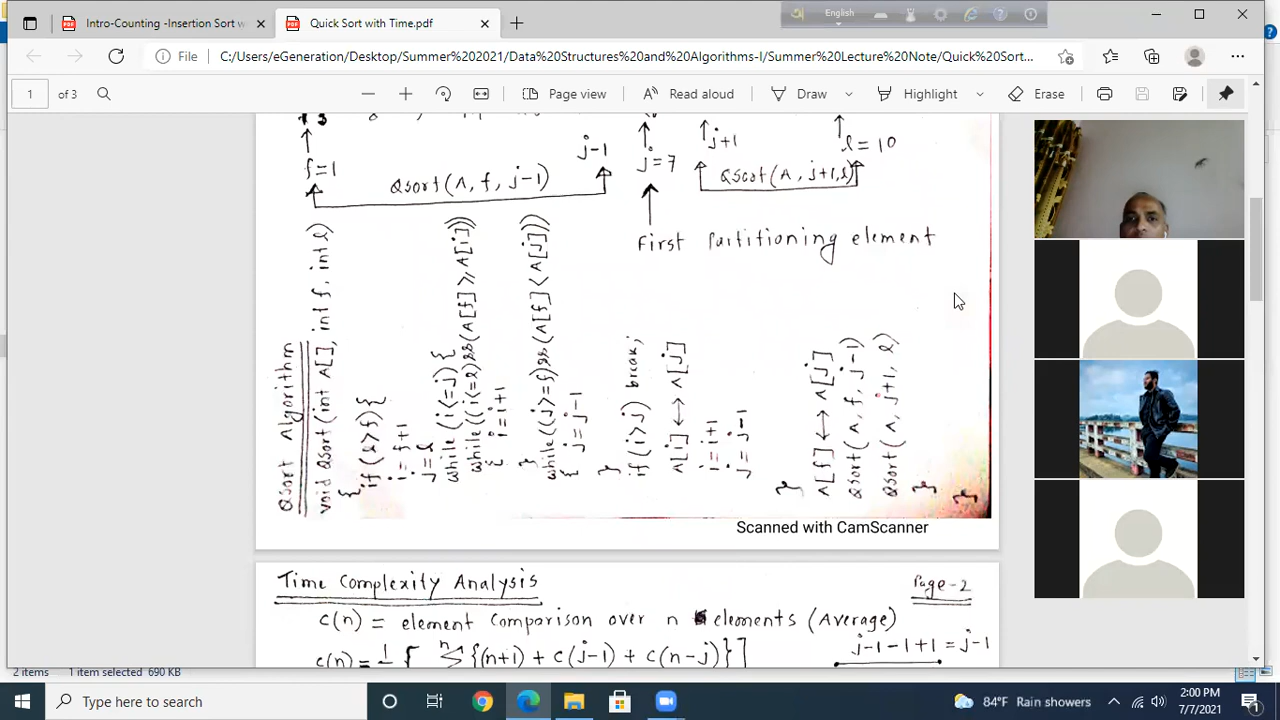 Intro-Counting -Insertion Sort w
Quick Sort with Time.pdf
English
File
C:/Users/eGeneration/Desktop/Summer%202021/Data%20Structures%20and%20Algorithms-I/Summer%20Lecture%20Note/Quick%20Sort...
1 of 3
Page view
Read aloud
Draw
Highlight
Erase
f=1
j-1
j=7
j+1
l=10
Qsort(A, f, j-1)
Qsort(A, j+1, l)
First Partitioning element
Qsort Algorithm
void Qsort(int A[], int f, int l)
{
if (l>f) {
i = f+1
j = l
while (i<=j) {
while ((i<=l)&&(A[f] >= A[i]))
{ i = i+1
}
while ((j>=f)&&(A[f] < A[j]))
{ j = j-1
}
if (i>j) break;
A[i] ↔ A[j]
i = i+1
j = j-1
}
A[f] ↔ A[j]
Qsort(A, f, j-1)
Qsort(A, j+1, l)
}
}
Scanned with CamScanner
Time Complexity Analysis
Page-2
c(n) = element comparison over n elements (Average)
j-1-1+1 = j-1
{(n+1) + c(j-1) + c(n-j)}]
2 items
1 item selected 690 KB
Type here to search
84°F Rain showers
2:00 PM
7/7/2021